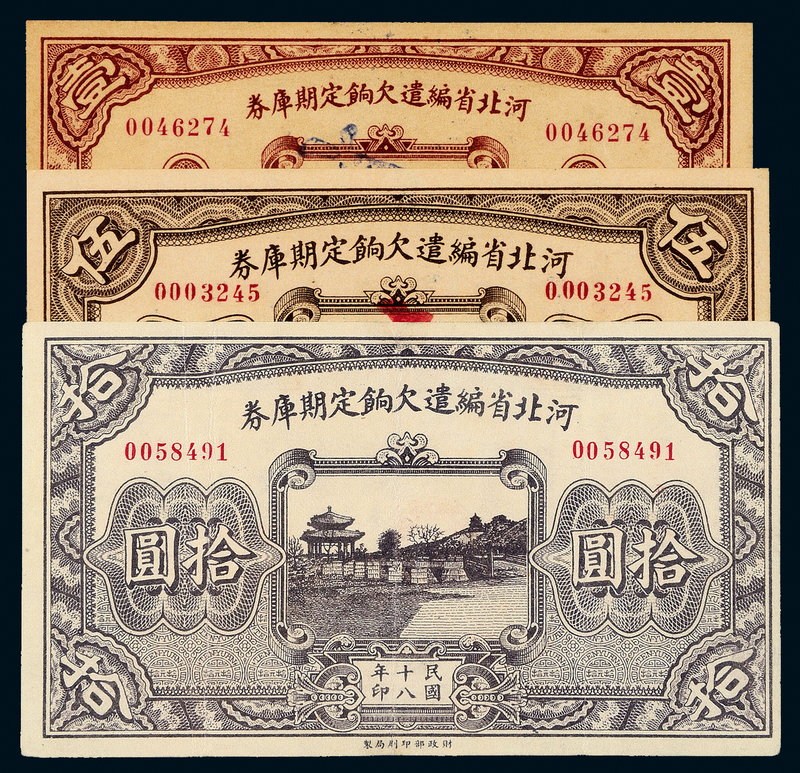 壹
壹
河北省編遣欠餉定期庫券
0046274
0046274
伍
伍
河北省編遣欠餉定期庫券
0003245
0003245
拾
拾
河北省編遣欠餉定期庫券
0058491
0058491
拾圓
拾圓
民國
十八
年印
拾
拾
財政部印刷局製